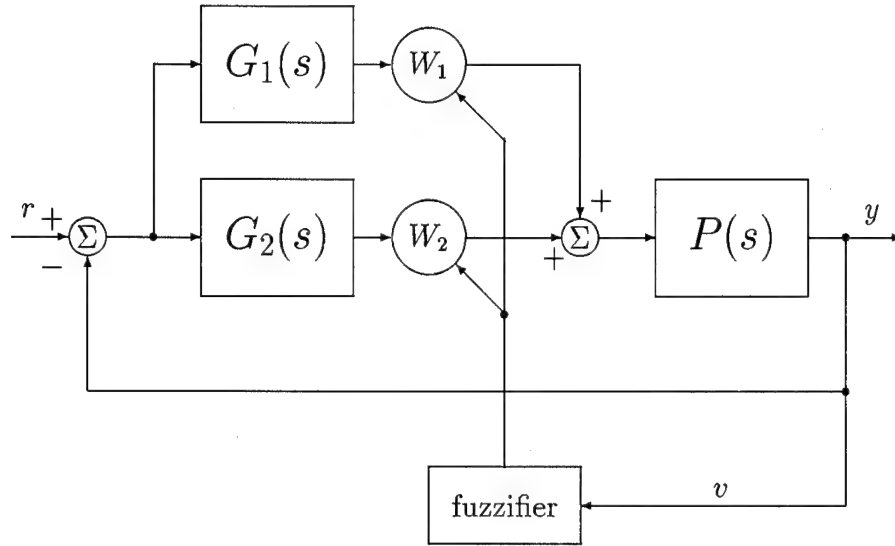 G₁(s)
W₁
+
r
+
Σ
−
G₂(s)
W₂
+
Σ
P(s)
y
fuzzifier
v